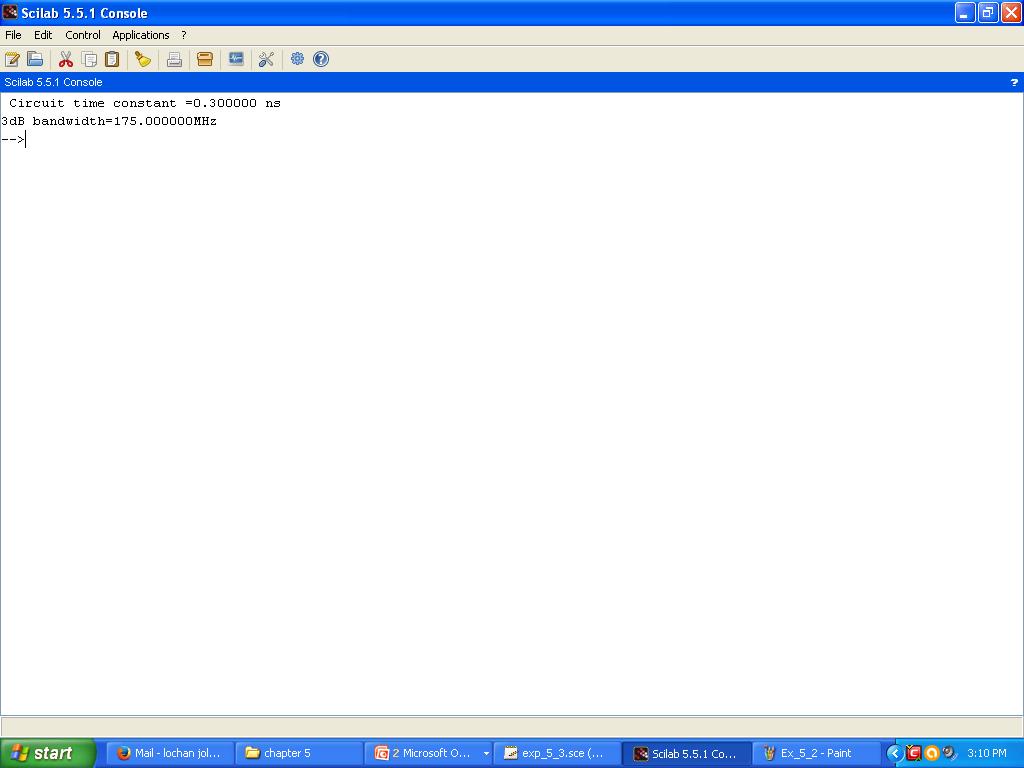 Scilab 5.5.1 Console
File Edit Control Applications ?
Scilab 5.5.1 Console ?
Circuit time constant =0.300000 ns
3dB bandwidth=175.000000MHz
-->
start Mail - lochan jol... chapter 5 2 Microsoft O... exp_5_3.sce (... Scilab 5.5.1 Co... Ex_5_2 - Paint 3:10 PM